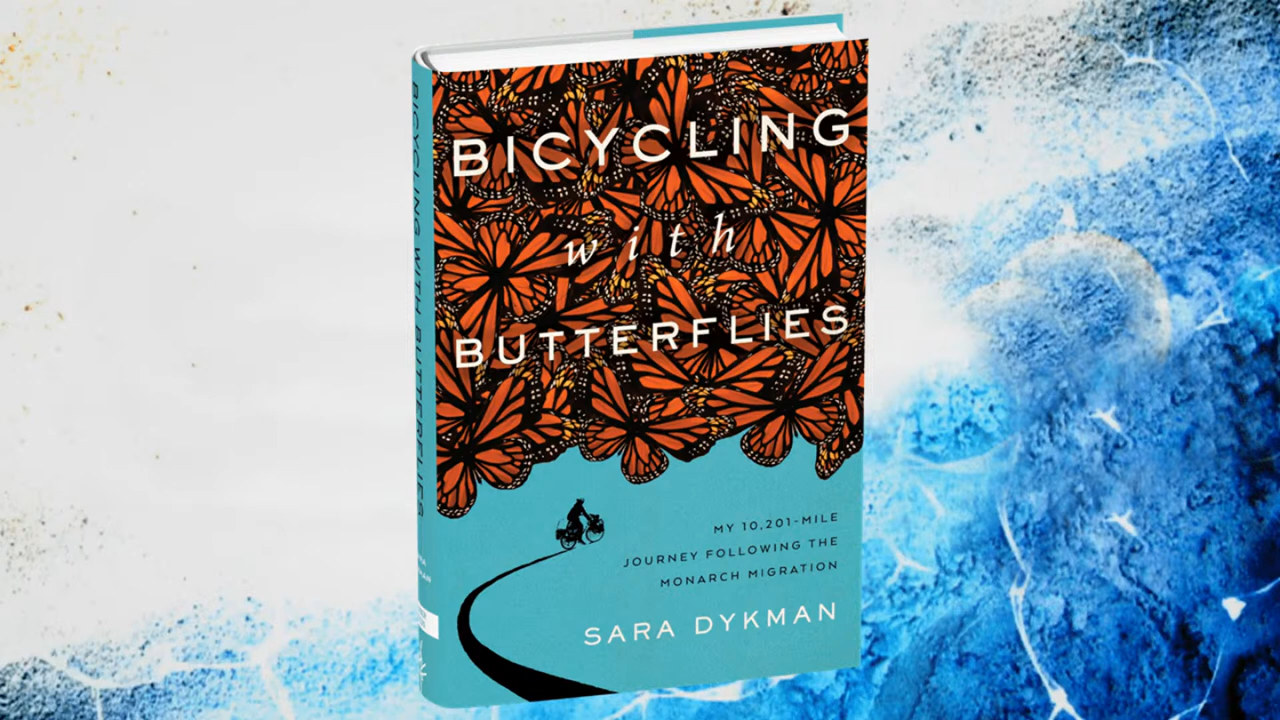 BICYCLING
with
BUTTERFLIES
MY 10,201-MILE
JOURNEY FOLLOWING THE
MONARCH MIGRATION
SARA DYKMAN
BICYCLING WITH BUTTERFLIES